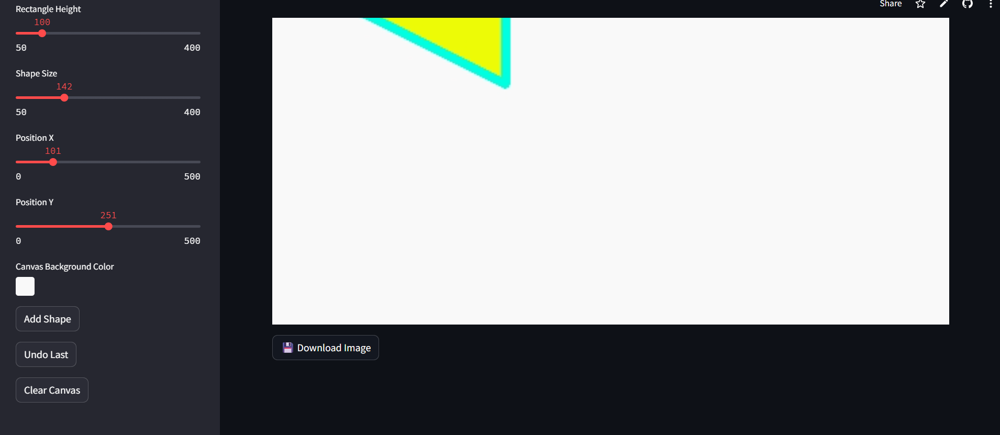 Rectangle Height
100
50 400
Shape Size
142
50 400
Position X
101
0 500
Position Y
251
0 500
Canvas Background Color
Add Shape
Undo Last
Clear Canvas
Share
Download Image